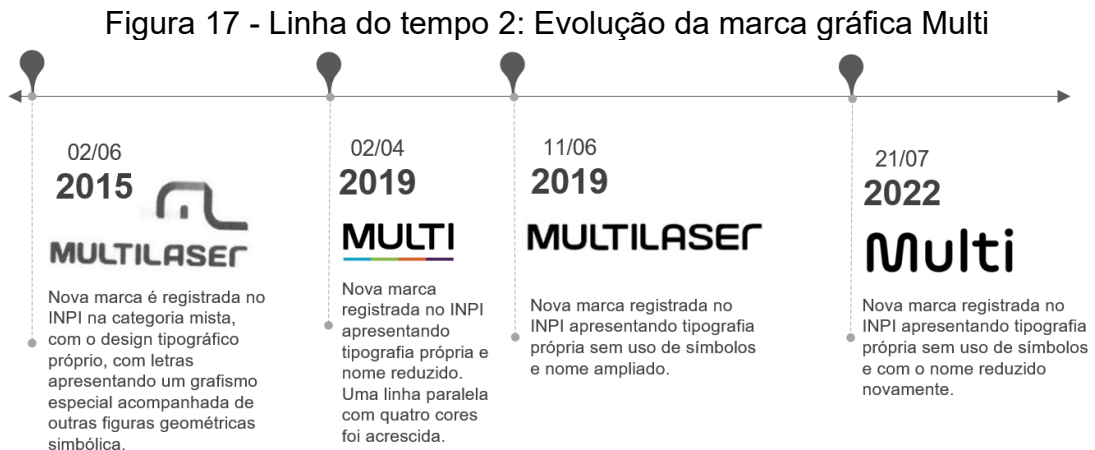 Figura 17 - Linha do tempo 2: Evolução da marca gráfica Multi
02/06
2015
MULTILASER
Nova marca é registrada no
INPI na categoria mista,
com o design tipográfico
próprio, com letras
apresentando um grafismo
especial acompanhada de
outras figuras geométricas
simbólica.
02/04
2019
MULTI
Nova marca
registrada no INPI
apresentando
tipografia própria e
nome reduzido.
Uma linha paralela
com quatro cores
foi acrescida.
11/06
2019
MULTILASER
Nova marca registrada no
INPI apresentando tipografia
própria sem uso de símbolos
e nome ampliado.
21/07
2022
Multi
Nova marca registrada no
INPI apresentando tipografia
própria sem uso de símbolos
e com o nome reduzido
novamente.